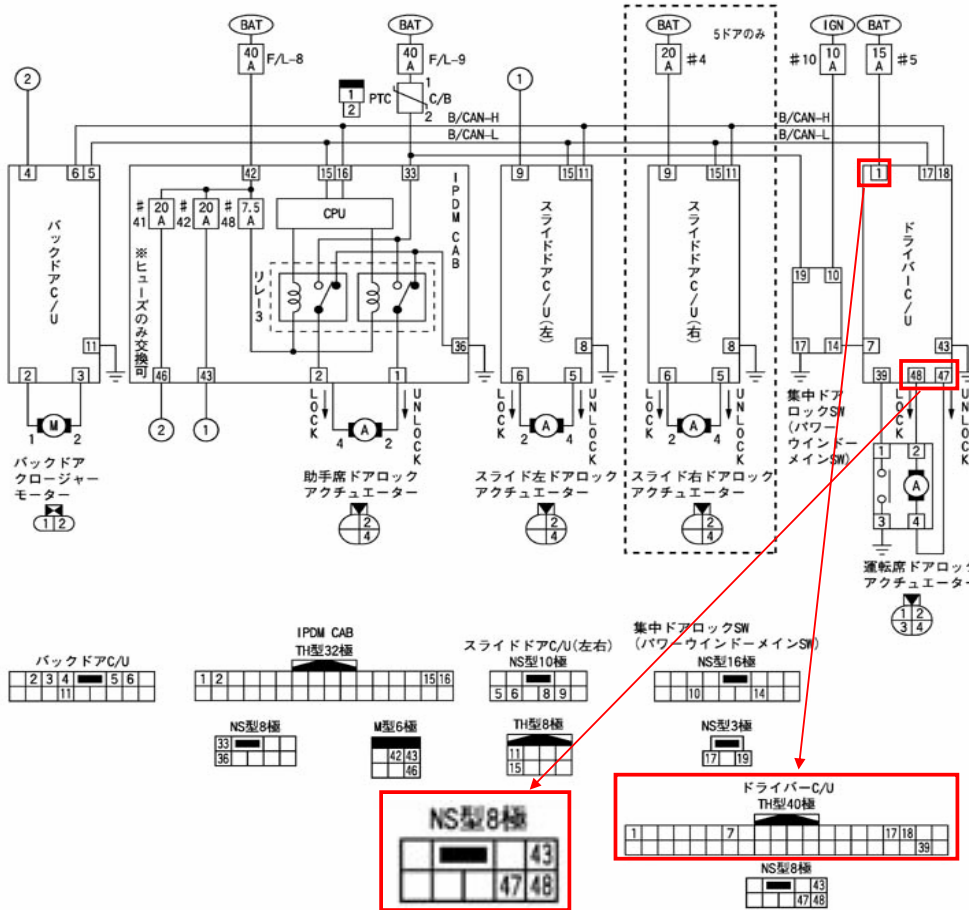 BAT
BAT
BAT
IGN
BAT
5ドアのみ
40 A F/L-8
40 A F/L-9
20 A #4
#10 10 A
15 A #5
1
2
PTC C/B
1
2
2
1
B/CAN-H
B/CAN-L
B/CAN-H
B/CAN-L
4 6 5
42 15 16 33
9 15 11
9 15 11
1 17 18
19 10
バックドアC/U
#41 20 A
#42 20 A
#48 7.5 A
CPU
IPDM CAB
※ヒューズのみ交換可
リレー3
スライドドアC/U(左)
スライドドアC/U(右)
ドライバC/U
11
36
8
8
17 14
7 43
2 3
46 43 2 1
6 5
6 5
39 48 47
1 M 2
2 1
LOCK
UNLOCK
4 A 2
LOCK
UNLOCK
2 A 4
LOCK
UNLOCK
2 A 4
LOCK
UNLOCK
1 2
A
3 4
バックドア
クロージャー
モーター
1 2
助手席ドアロック
アクチュエーター
2
4
スライド左ドアロック
アクチュエーター
2
4
スライド右ドアロック
アクチュエーター
2
4
集中ドア
ロックSW
(パワー
ウインドー
メインSW)
運転席ドアロック
アクチュエーター
1 2
3 4
バックドアC/U
2 3 4 5 6
11
IPDM CAB
TH型32極
1 2 15 16
スライドドアC/U(左右)
NS型10極
5 6 8 9
集中ドアロックSW
(パワーウインドーメインSW)
NS型16極
10 14
NS型8極
33
36
M型6極
42 43
46
TH型8極
11
15
NS型3極
17 19
NS型8極
43
47 48
ドライバーC/U
TH型40極
1 7 17 18
39
NS型8極
43
47 48